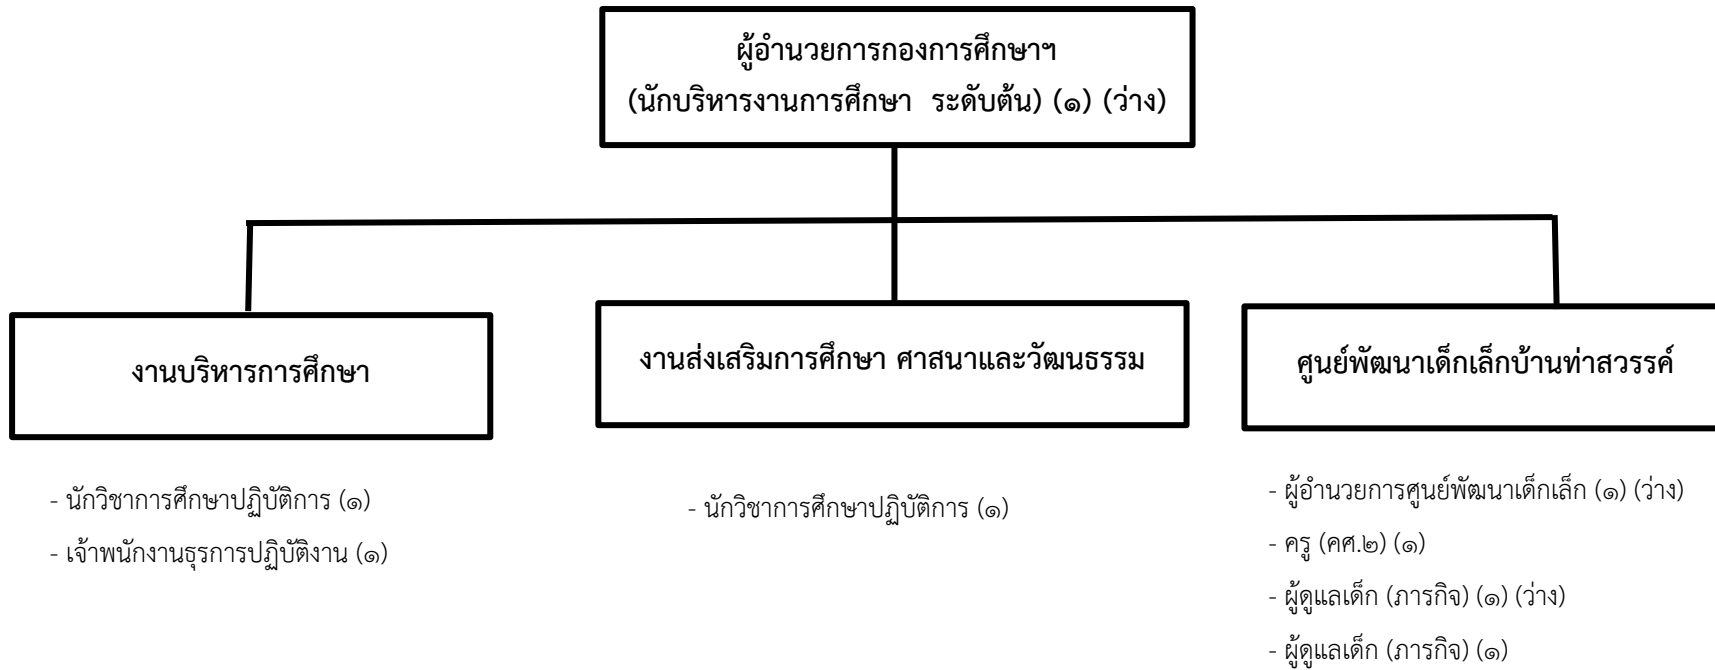 ผู้อำนวยการกองการศึกษาฯ
(นักบริหารงานการศึกษา ระดับต้น) (๑) (ว่าง)
งานบริหารการศึกษา
งานส่งเสริมการศึกษา ศาสนาและวัฒนธรรม
ศูนย์พัฒนาเด็กเล็กบ้านท่าสวรรค์
- นักวิชาการศึกษาปฏิบัติการ (๑)
- เจ้าพนักงานธุรการปฏิบัติงาน (๑)
- นักวิชาการศึกษาปฏิบัติการ (๑)
- ผู้อำนวยการศูนย์พัฒนาเด็กเล็ก (๑) (ว่าง)
- ครู (คศ.๒) (๑)
- ผู้ดูแลเด็ก (ภารกิจ) (๑) (ว่าง)
- ผู้ดูแลเด็ก (ภารกิจ) (๑)